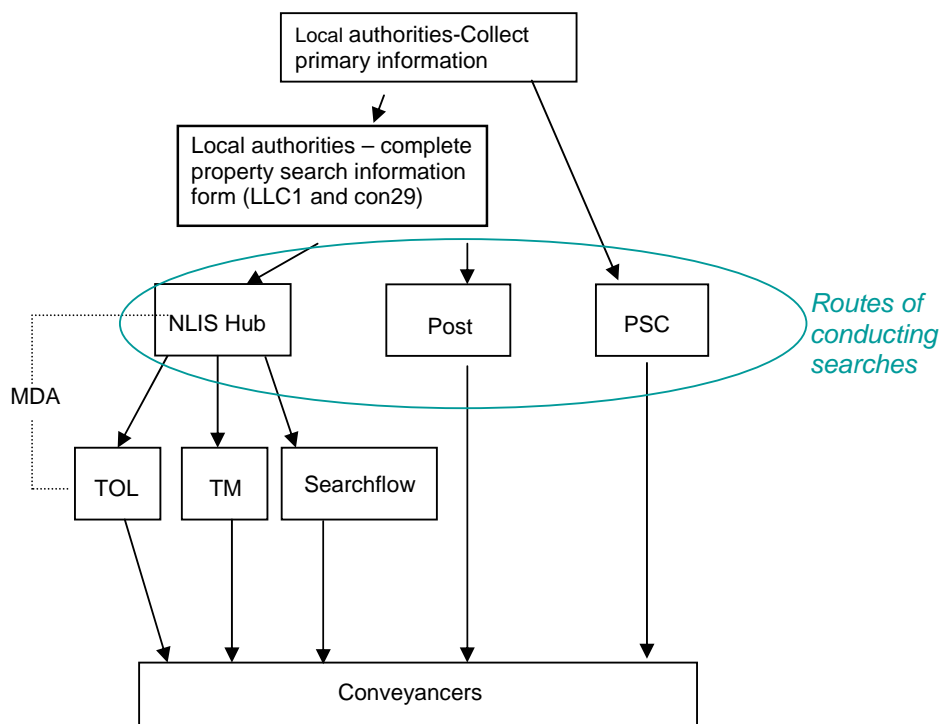 Local authorities-Collect
primary information
Local authorities – complete
property search information
form (LLC1 and con29)
NLIS Hub
Post
PSC
Routes of
conducting
searches
MDA
TOL
TM
Searchflow
Conveyancers